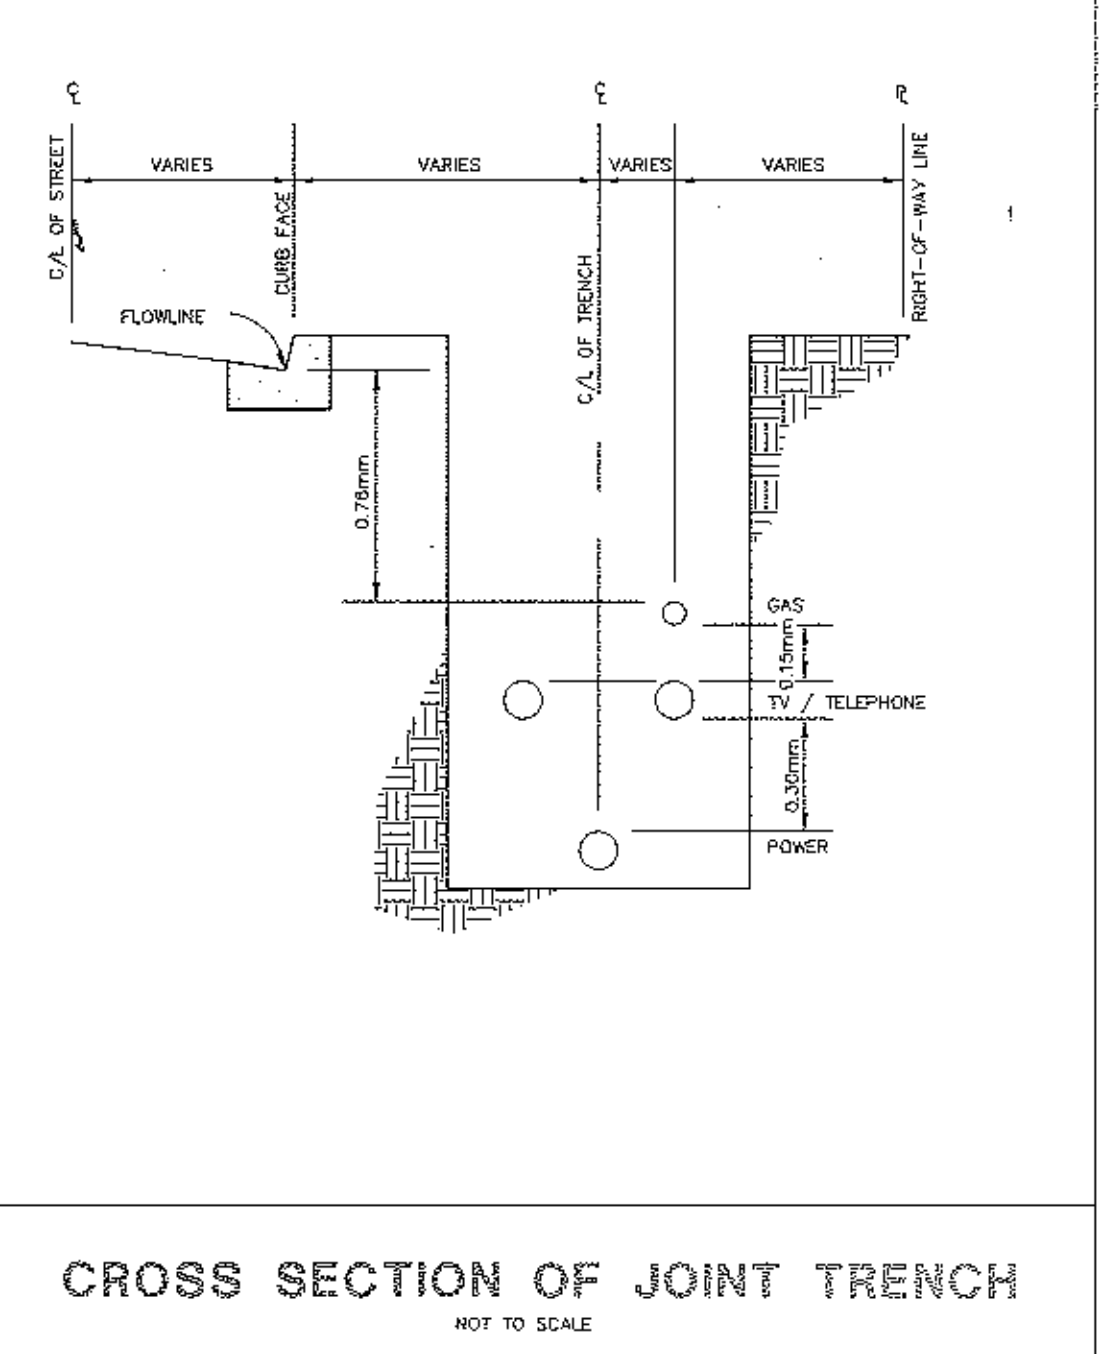 C/L OF STREET
VARIES
CURB FACE
VARIES
C/L OF TRENCH
VARIES
VARIES
RIGHT-OF-WAY LINE
FLOWLINE
0.76mm
GAS
0.15mm
TV / TELEPHONE
0.30mm
POWER
CROSS SECTION OF JOINT TRENCH
NOT TO SCALE